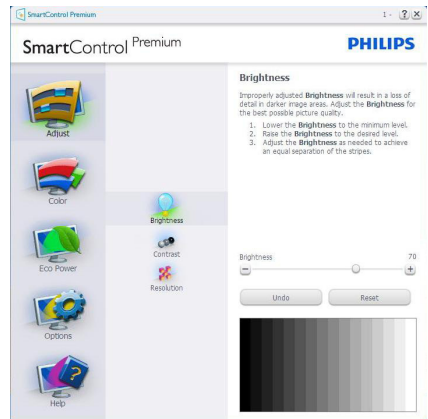 SmartControl Premium
1 - ? X
SmartControl Premium
PHILIPS
Adjust
Color
Eco Power
Options
Help
Brightness
Contrast
Resolution
Brightness
Improperly adjusted Brightness will result in a loss of
detail in darker image areas. Adjust the Brightness for
the best possible picture quality.
1. Lower the Brightness to the minimum level.
2. Raise the Brightness to the desired level.
3. Adjust the Brightness as needed to achieve
an equal separation of the stripes.
Brightness 70
Undo Reset